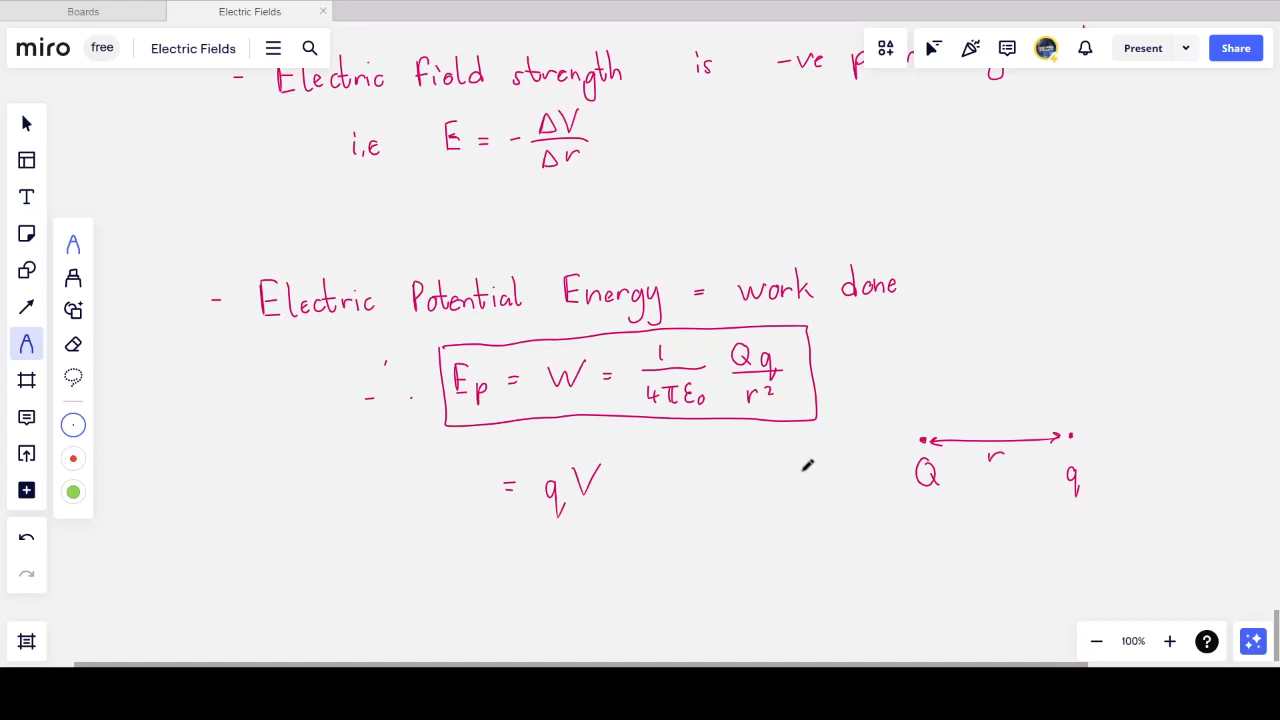 Boards
Electric Fields
miro free Electric Fields
Present
Share
- Electric field strength is -ve
i.e E = - ΔV/Δr
- Electric Potential Energy = work done
∴ Ep = W = 1/4πε₀ Qq/r²
= qV
r
Q q
100%